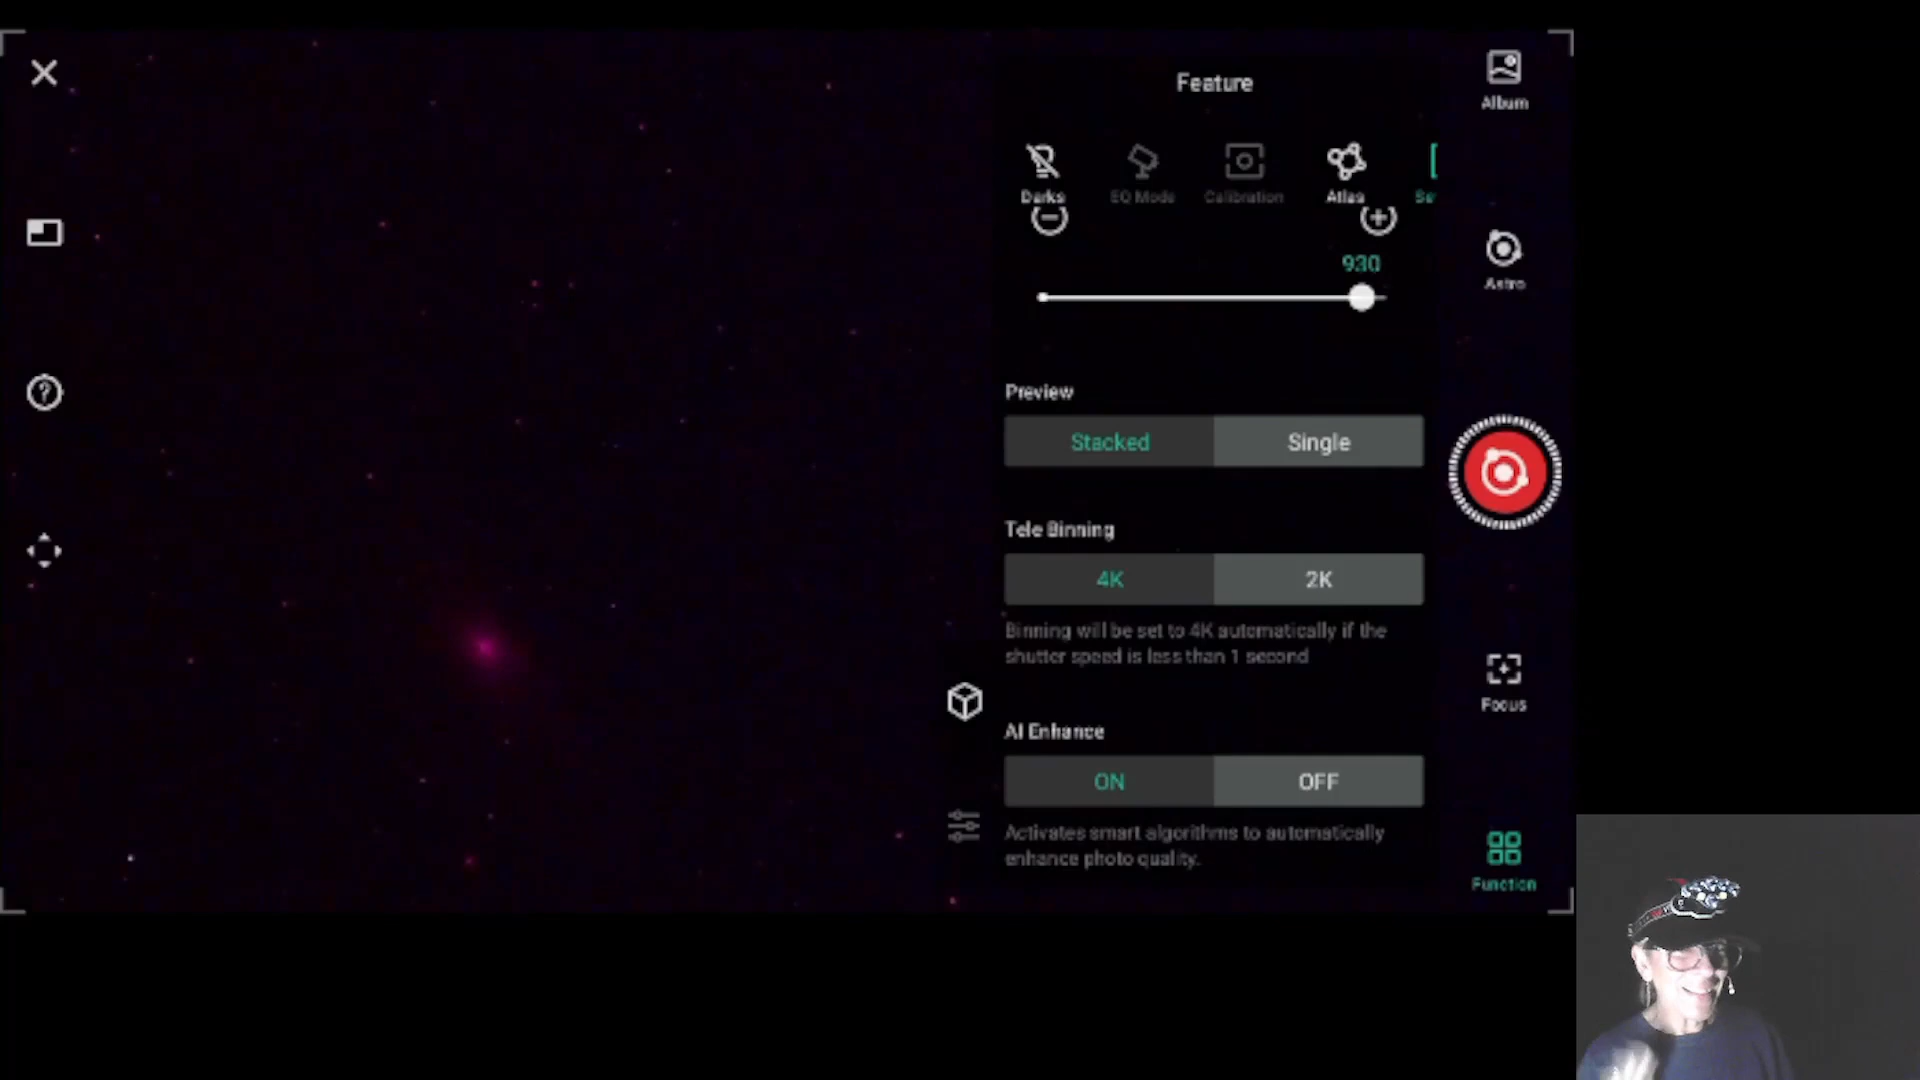 Feature
Album
Darks
EQ Mode
Calibration
Atlas
Se
Astro
930
Preview
Stacked
Single
Tele Binning
4K
2K
Binning will be set to 4K automatically if the
shutter speed is less than 1 second
Focus
AI Enhance
ON
OFF
Activates smart algorithms to automatically
enhance photo quality.
Function